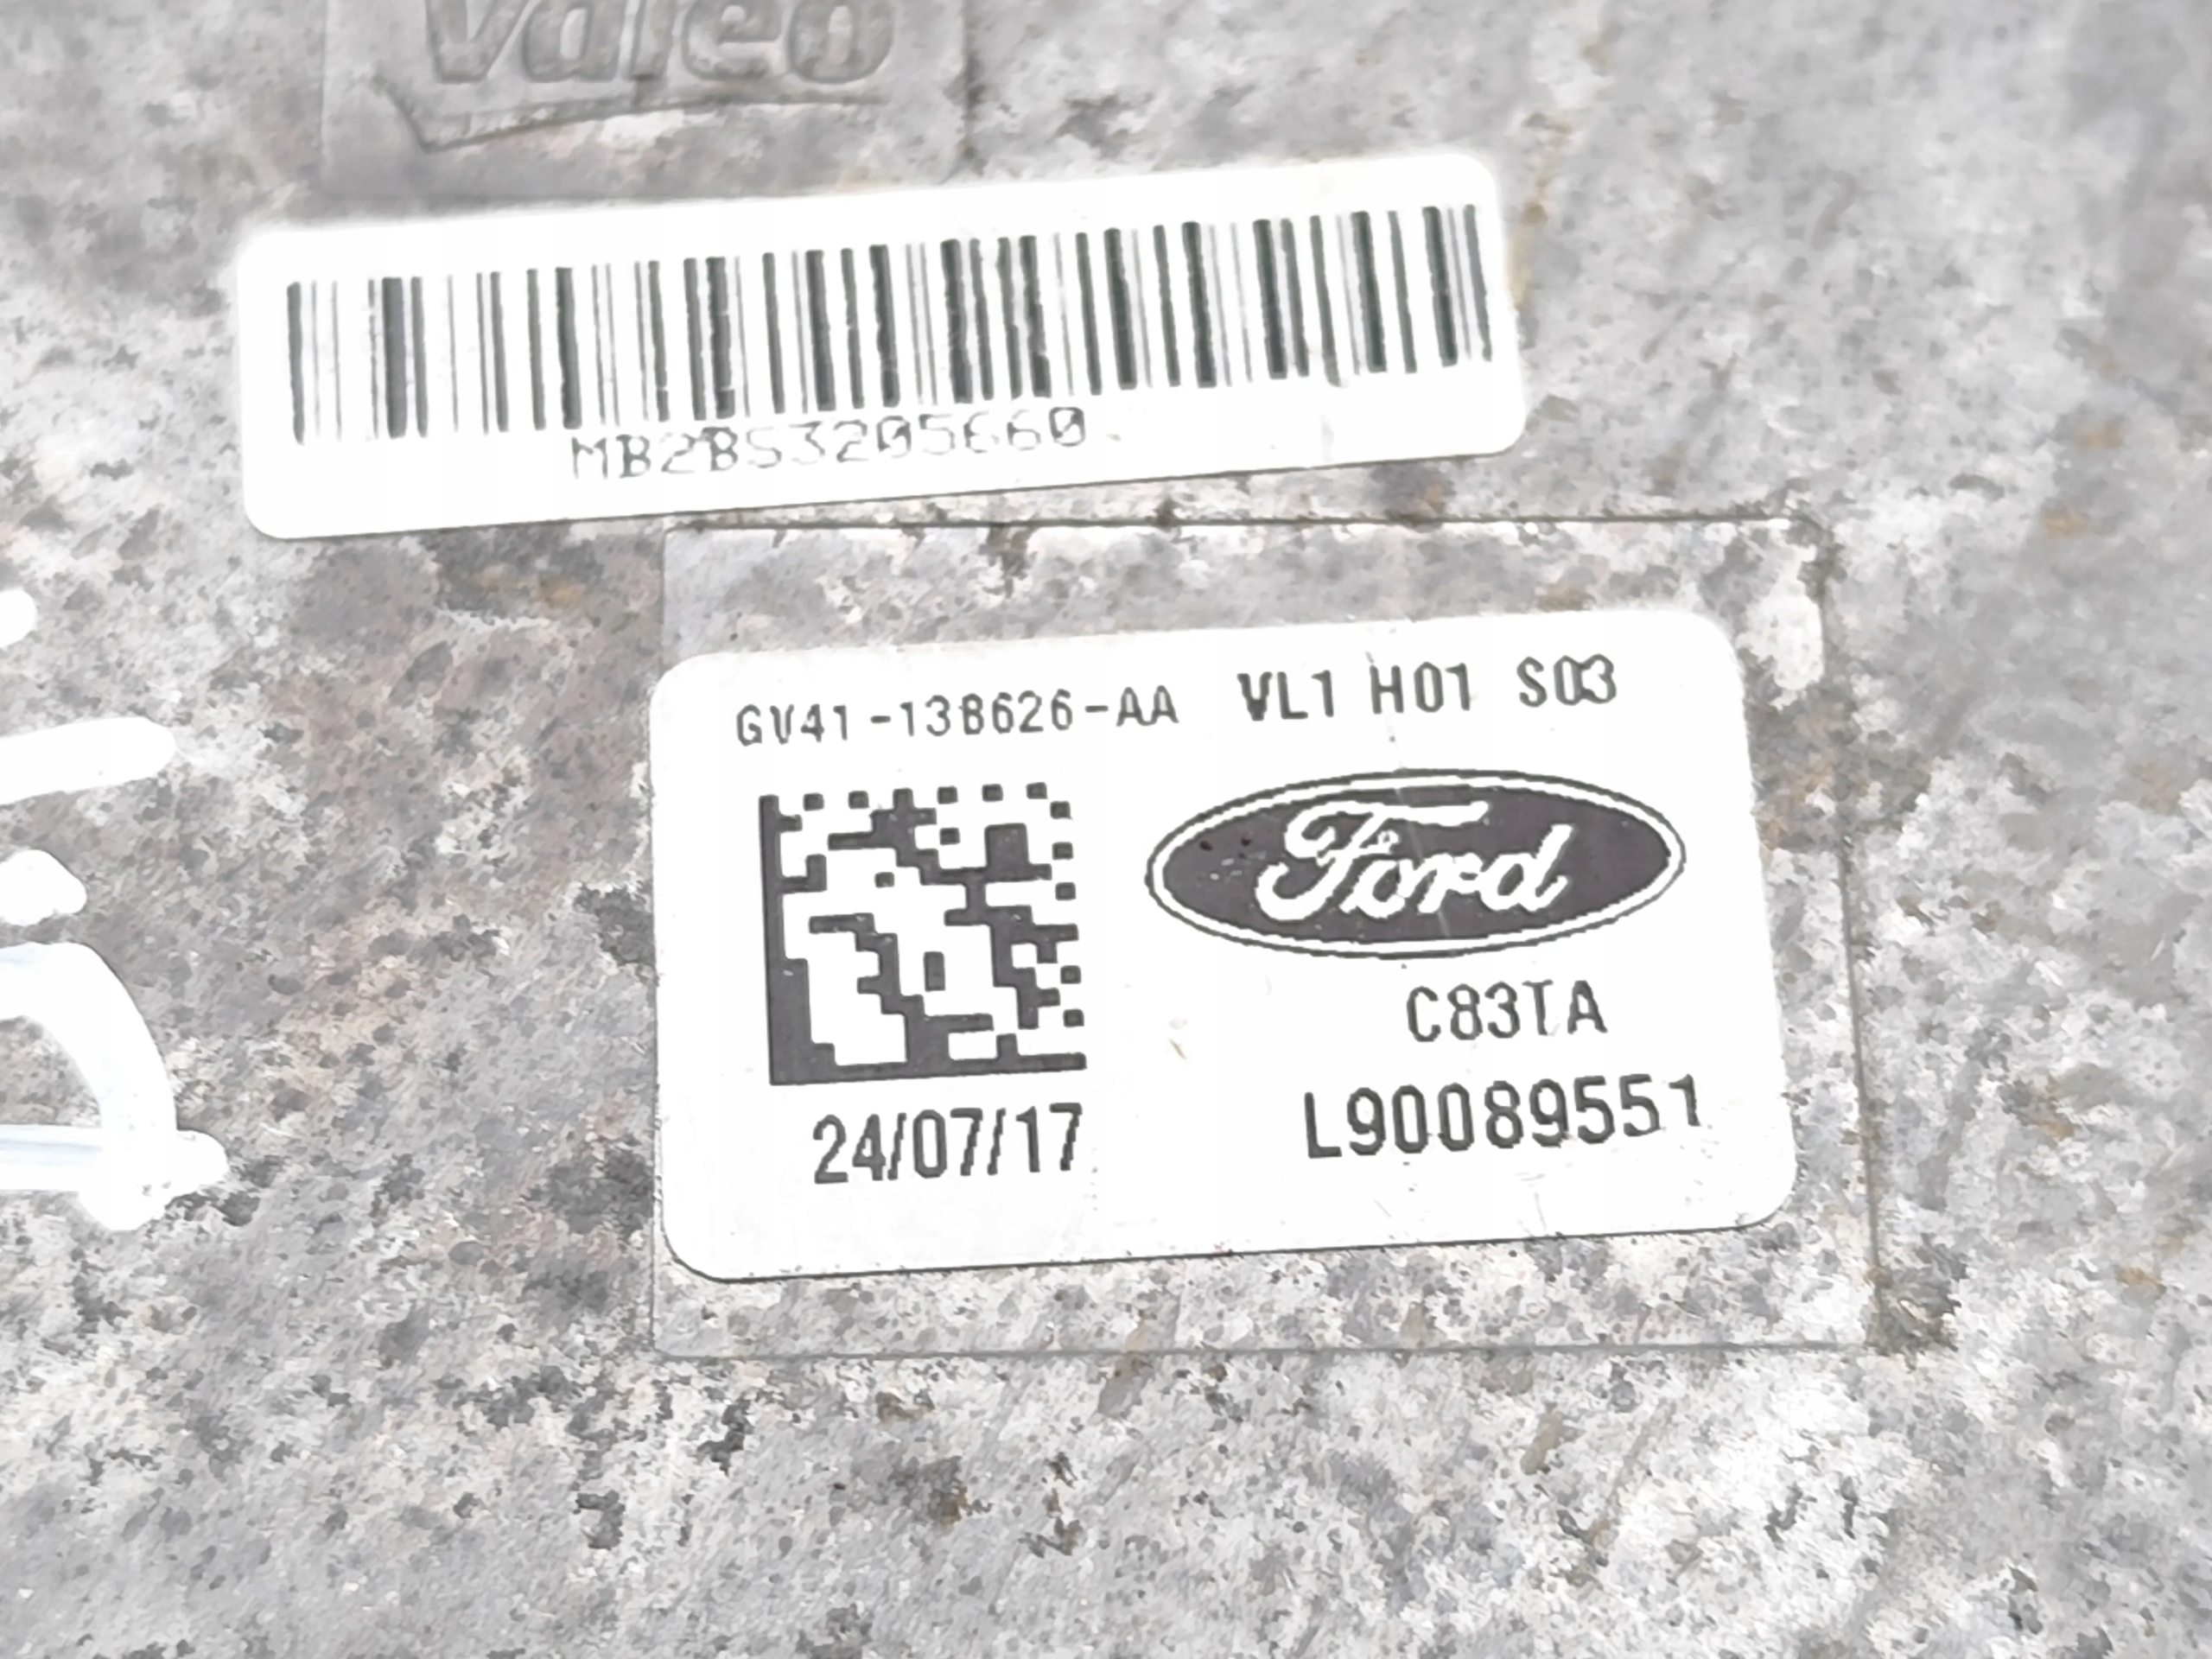 Valeo
MB2BS3205660
GV41-13B626-AA VL1 H01 S03
Ford
C83TA
24/07/17
L90089551